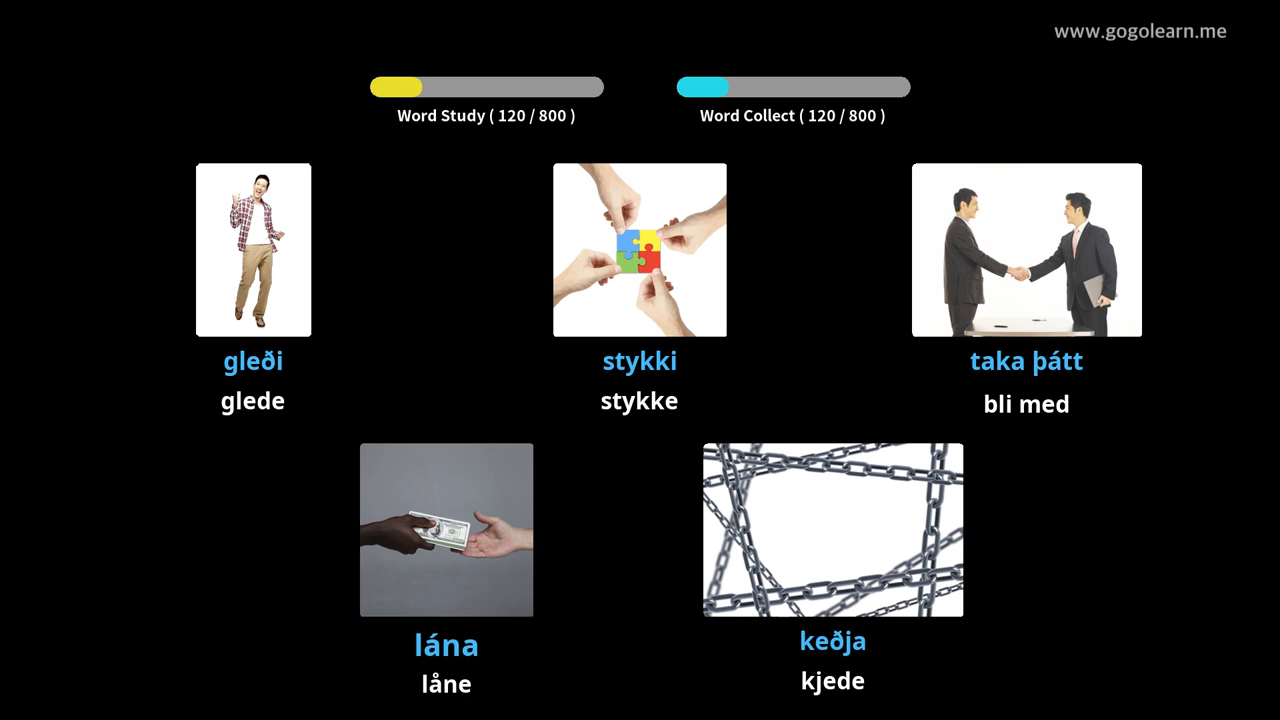 www.gogolearn.me
Word Study ( 120 / 800 )
Word Collect ( 120 / 800 )
gleði
glede
stykki
stykke
taka þátt
bli med
lána
låne
keðja
kjede